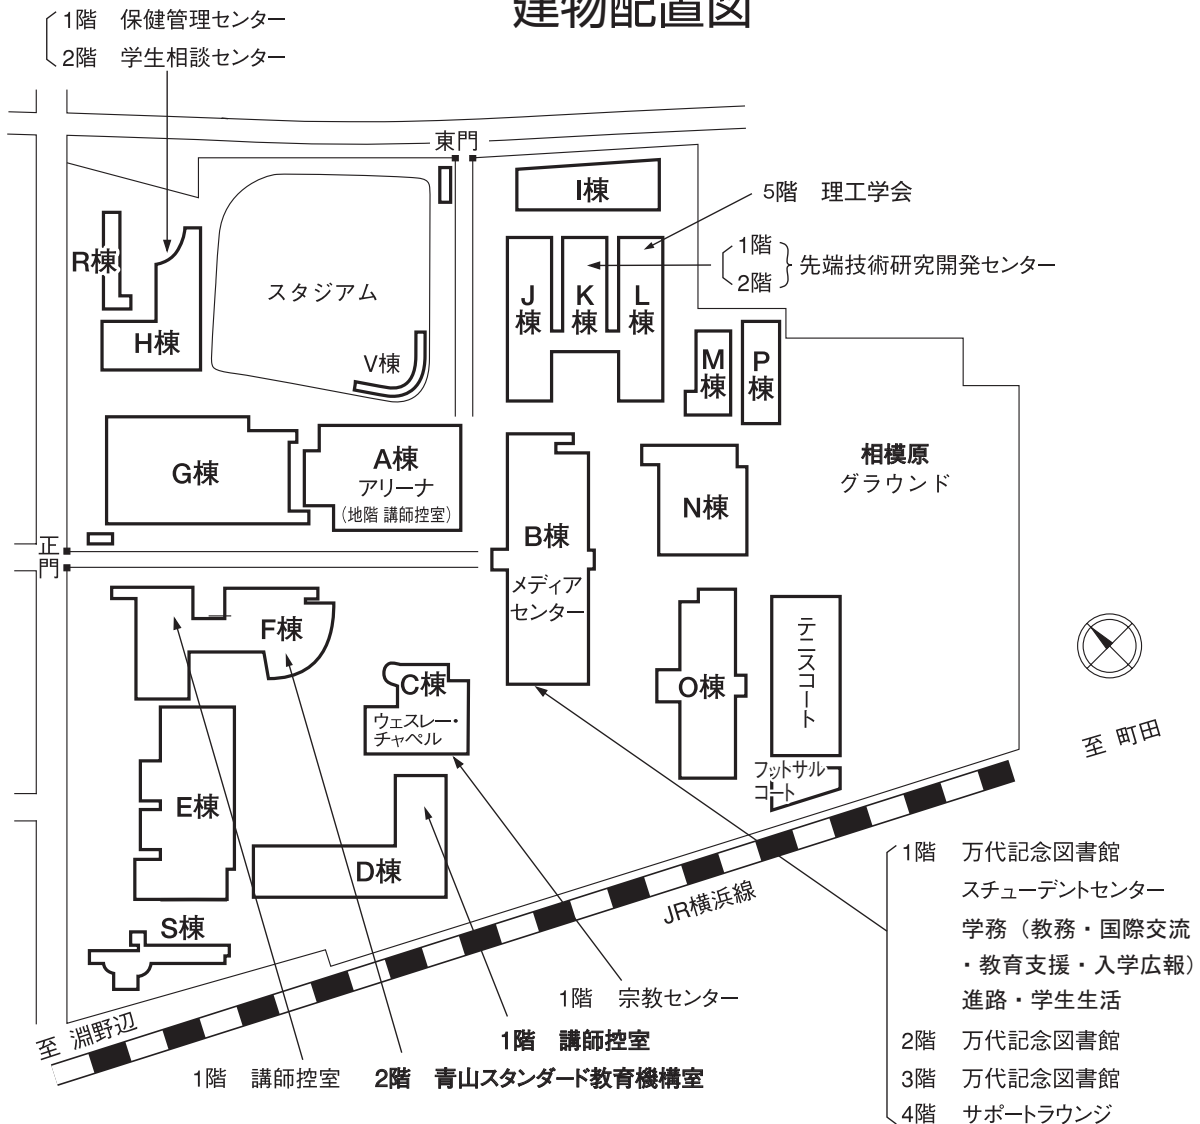 建物配置図
1階 保健管理センター
2階 学生相談センター
東門
I棟
5階 理工学会
R棟
1階
2階
先端技術研究開発センター
スタジアム
J棟
K棟
L棟
H棟
V棟
M棟
P棟
G棟
A棟
アリーナ
(地階 講師控室)
相模原
グラウンド
N棟
B棟
メディア
センター
正門
F棟
テニスコート
C棟
ウェスレー・
チャペル
O棟
至 町田
フットサル
コート
E棟
D棟
S棟
JR横浜線
至 淵野辺
1階 宗教センター
1階 講師控室
1階 講師控室
2階 青山スタンダード教育機構室
1階 万代記念図書館
スチューデントセンター
学務(教務・国際交流
・教育支援・入学広報)
進路・学生生活
2階 万代記念図書館
3階 万代記念図書館
4階 サポートラウンジ